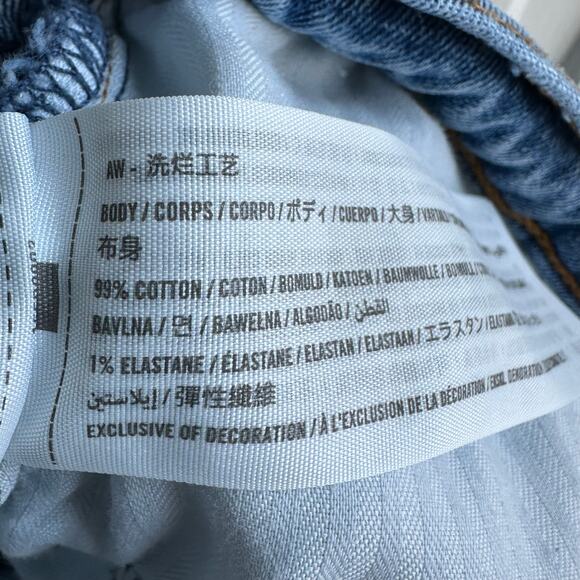 AW - 洗烂工艺
BODY / CORPS / CORPO / ボディ / CUERPO / 大身 /
布身
99% COTTON / COTON / BOMULD / KATOEN / BAUMWOLLE / BOMULL /
BAVLNA / 면 / BAWEŁNA / ALGODÃO / القطن /
1% ELASTANE / ÉLASTANE / ELASTAN / ELASTAAN / エラスタン /
إيلاستين / 彈性纖維
EXCLUSIVE OF DECORATION / À L'EXCLUSION DE LA DÉCORATION / EKSKL